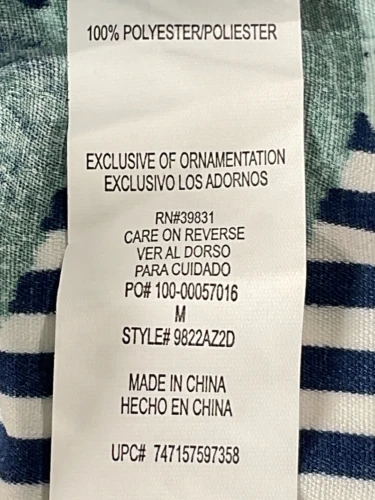 100% POLYESTER/POLIESTER
EXCLUSIVE OF ORNAMENTATION
EXCLUSIVO LOS ADORNOS
RN#39831
CARE ON REVERSE
VER AL DORSO
PARA CUIDADO
PO# 100-00057016
M
STYLE# 9822AZ2D
MADE IN CHINA
HECHO EN CHINA
UPC# 747157597358